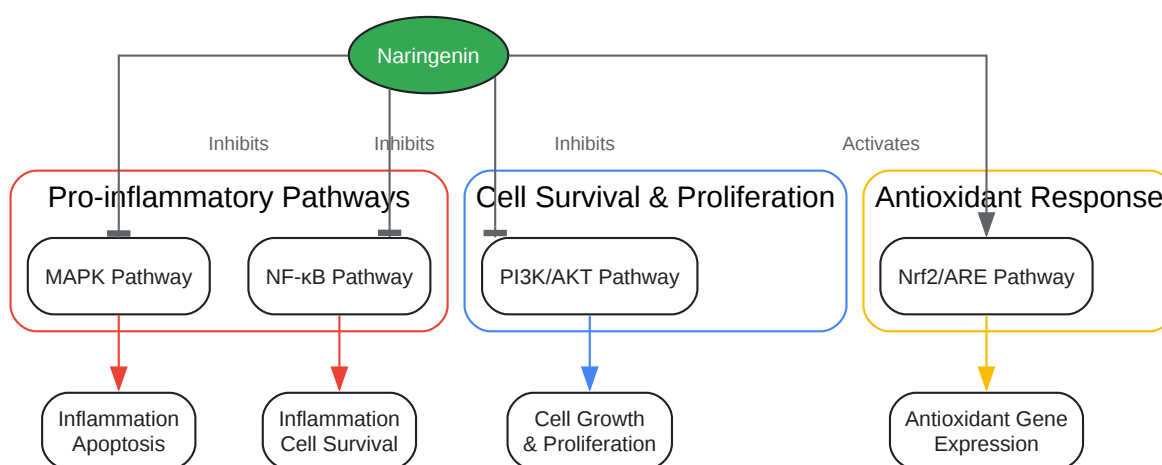 Naringenin
Inhibits
Inhibits
Inhibits
Activates
Pro-inflammatory Pathways
Cell Survival & Proliferation
Antioxidant Response
MAPK Pathway
NF-κB Pathway
PI3K/AKT Pathway
Nrf2/ARE Pathway
Inflammation
Apoptosis
Inflammation
Cell Survival
Cell Growth
& Proliferation
Antioxidant Gene
Expression